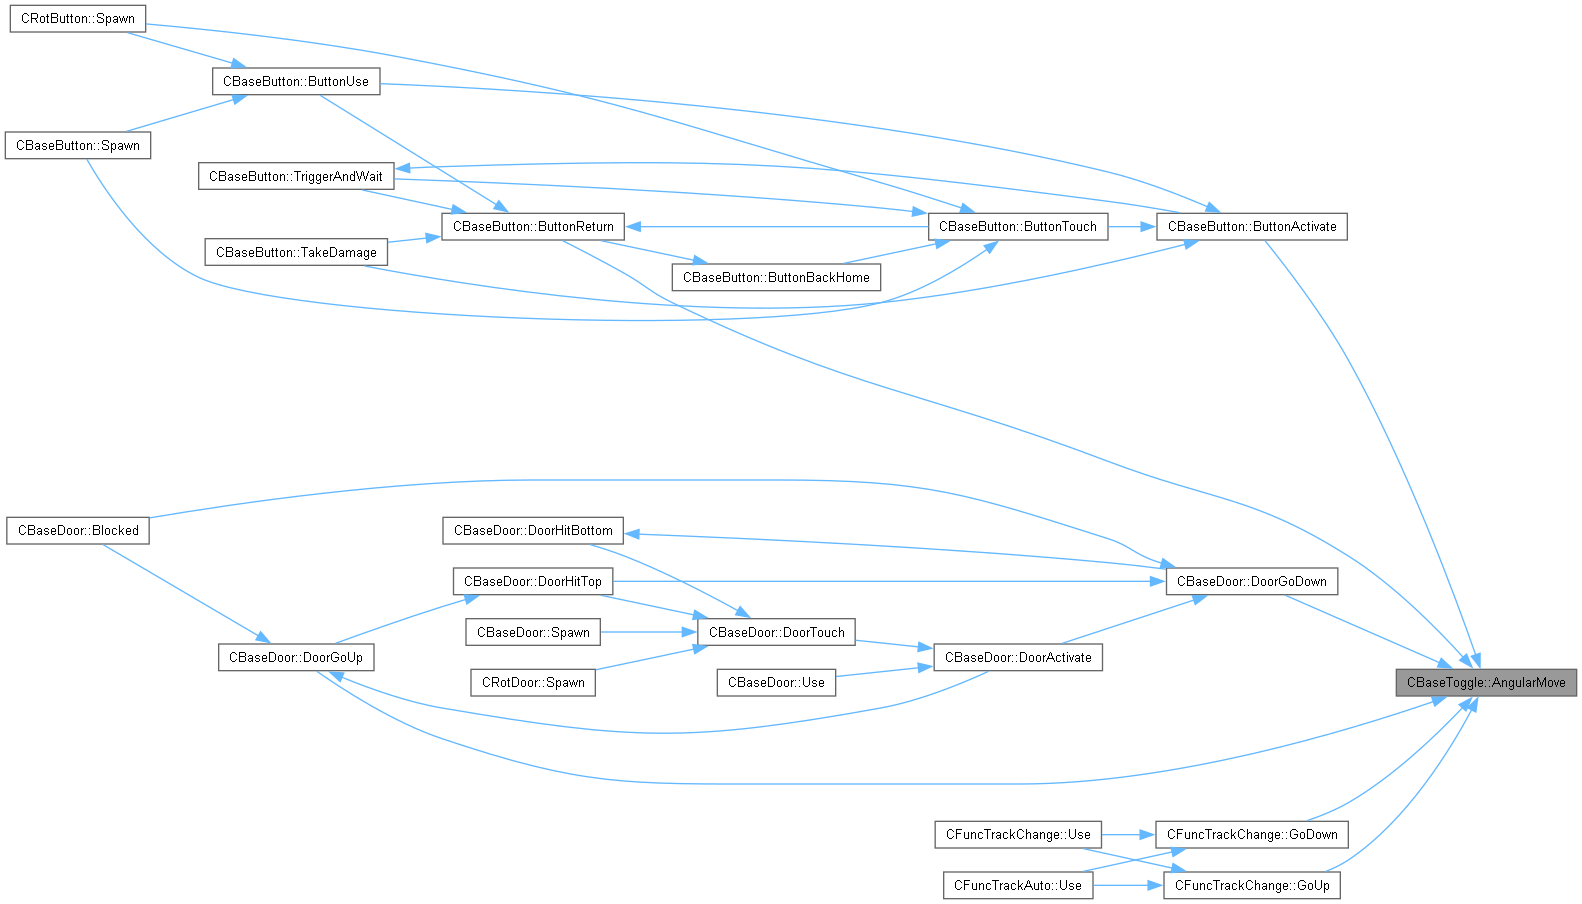 CRotButton::Spawn
CBaseButton::ButtonUse
CBaseButton::Spawn
CBaseButton::TriggerAndWait
CBaseButton::ButtonReturn
CBaseButton::ButtonTouch
CBaseButton::ButtonActivate
CBaseButton::TakeDamage
CBaseButton::ButtonBackHome
CBaseDoor::Blocked
CBaseDoor::DoorHitBottom
CBaseDoor::DoorHitTop
CBaseDoor::DoorGoDown
CBaseDoor::Spawn
CBaseDoor::DoorTouch
CBaseDoor::DoorGoUp
CBaseDoor::DoorActivate
CRotDoor::Spawn
CBaseDoor::Use
CBaseToggle::AngularMove
CFuncTrackChange::Use
CFuncTrackChange::GoDown
CFuncTrackAuto::Use
CFuncTrackChange::GoUp